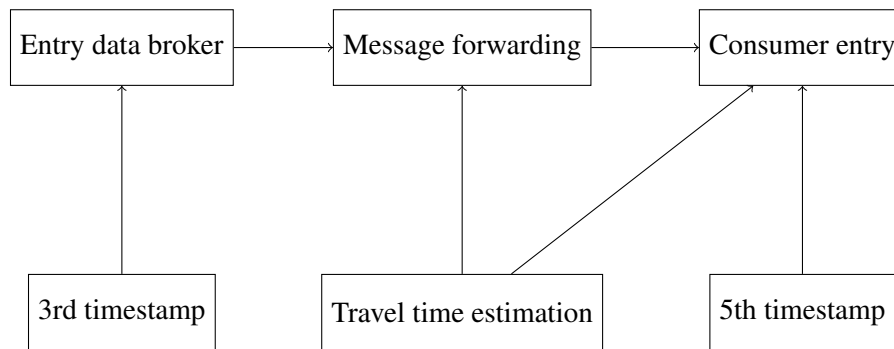 Entry data broker
Message forwarding
Consumer entry
3rd timestamp
Travel time estimation
5th timestamp